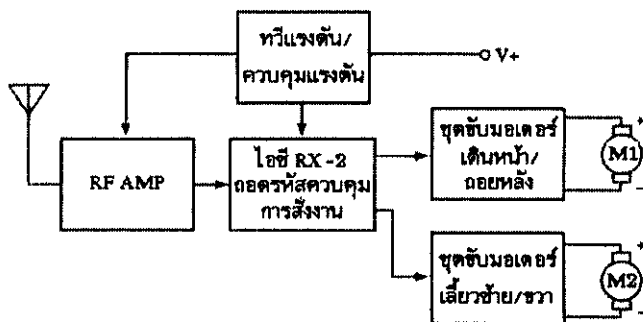 ทวีแรงดัน/
ควบคุมแรงดัน
V+
RF AMP
ไอซี RX-2
ถอดรหัสควบคุม
การสั่งงาน
ชุดขับมอเตอร์
เดินหน้า/
ถอยหลัง
M1
ชุดขับมอเตอร์
เลี้ยวซ้าย/ขวา
M2